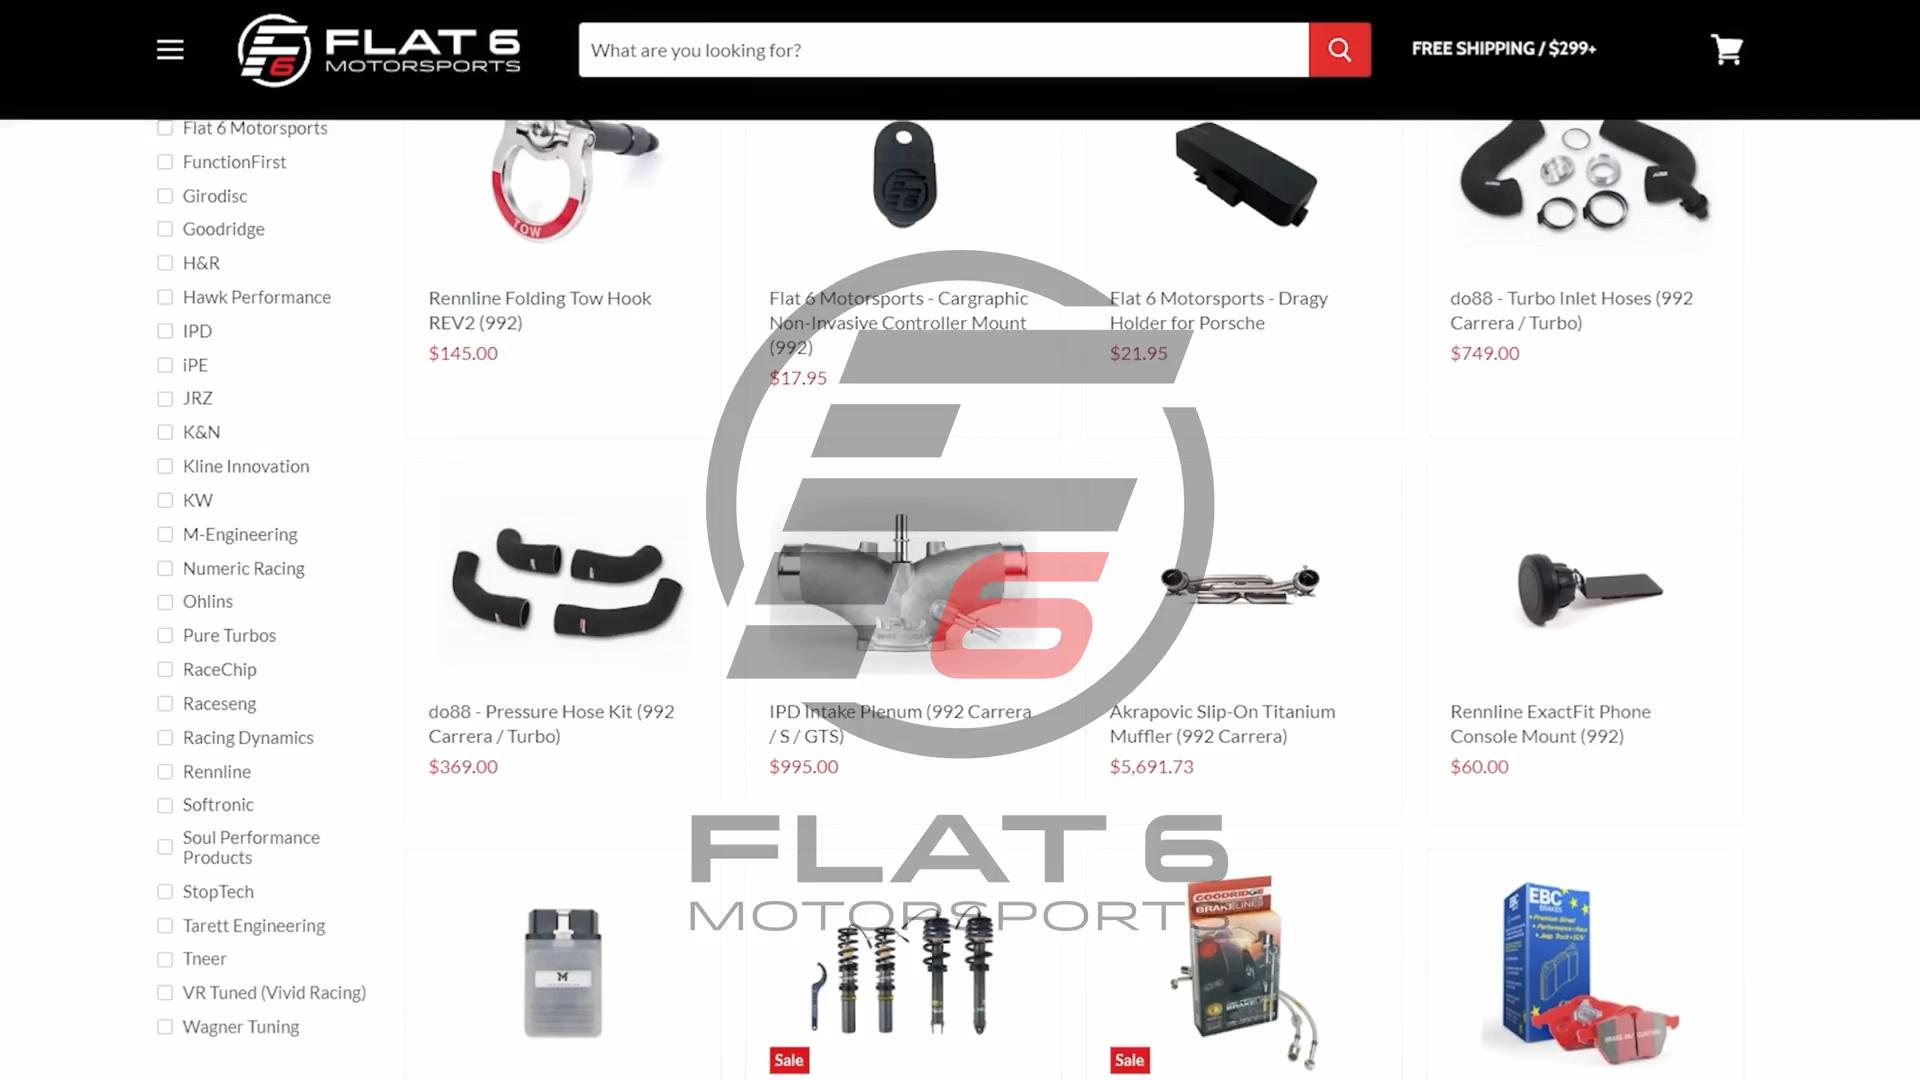 FLAT 6
MOTORSPORTS
What are you looking for?
FREE SHIPPING / $299+
Flat 6 Motorsports
FunctionFirst
Girodisc
Goodridge
H&R
Hawk Performance
IPD
iPE
JRZ
K&N
Kline Innovation
KW
M-Engineering
Numeric Racing
Ohlins
Pure Turbos
RaceChip
Raceseng
Racing Dynamics
Rennline
Softronic
Soul Performance
Products
StopTech
Tarett Engineering
Tneer
VR Tuned (Vivid Racing)
Wagner Tuning
TOW
Rennline Folding Tow Hook
REV2 (992)
$145.00
Flat 6 Motorsports - Cargraphic
Non-Invasive Controller Mount
(992)
$17.95
Flat 6 Motorsports - Dragy
Holder for Porsche
$21.95
do88 - Turbo Inlet Hoses (992
Carrera / Turbo)
$749.00
do88 - Pressure Hose Kit (992
Carrera / Turbo)
$369.00
IPD Intake Plenum (992 Carrera
/ S / GTS)
$995.00
Akrapovic Slip-On Titanium
Muffler (992 Carrera)
$5,691.73
Rennline ExactFit Phone
Console Mount (992)
$60.00
6
FLAT 6
MOTORSPORTS
Sale
GOODRIDGE
BRAKELINES
Sale
EBC
BRAKES